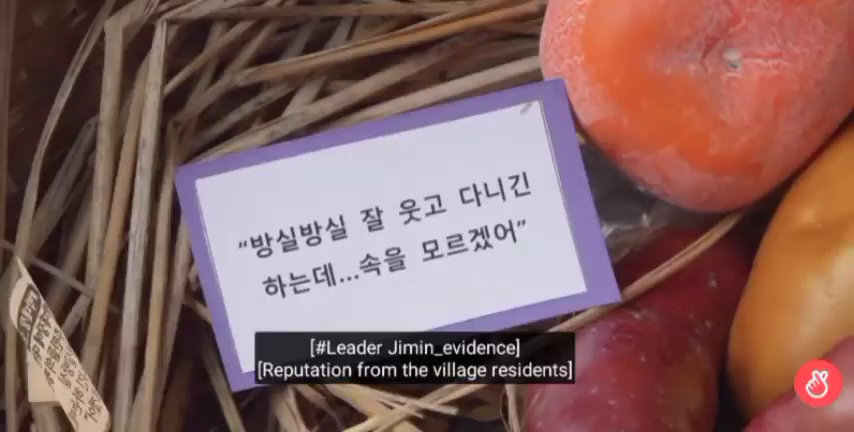 “방실방실 잘 웃고 다니긴
하는데...속을 모르겠어”
[#Leader Jimin_evidence]
[Reputation from the village residents]